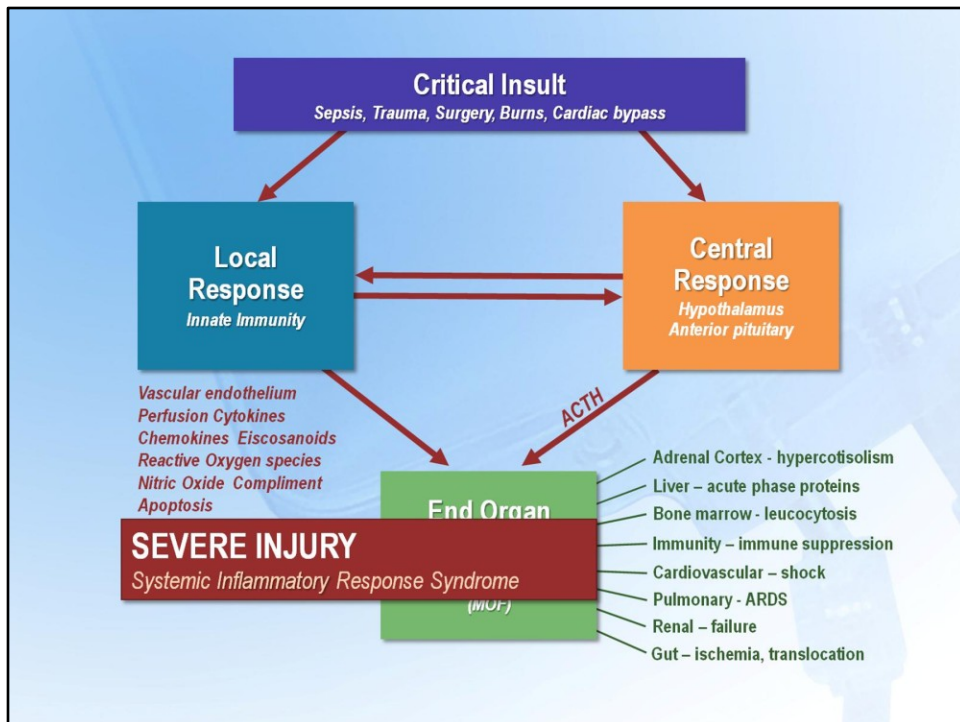 Critical Insult
Sepsis, Trauma, Surgery, Burns, Cardiac bypass
Local
Response
Innate Immunity
Central
Response
Hypothalamus
Anterior pituitary
Vascular endothelium
Perfusion Cytokines
Chemokines Eiscosanoids
Reactive Oxygen species
Nitric Oxide Compliment
Apoptosis
ACTH
End Organ
SEVERE INJURY
Systemic Inflammatory Response Syndrome
(MOF)
Adrenal Cortex - hypercotisolism
Liver – acute phase proteins
Bone marrow - leucocytosis
Immunity – immune suppression
Cardiovascular – shock
Pulmonary - ARDS
Renal – failure
Gut – ischemia, translocation